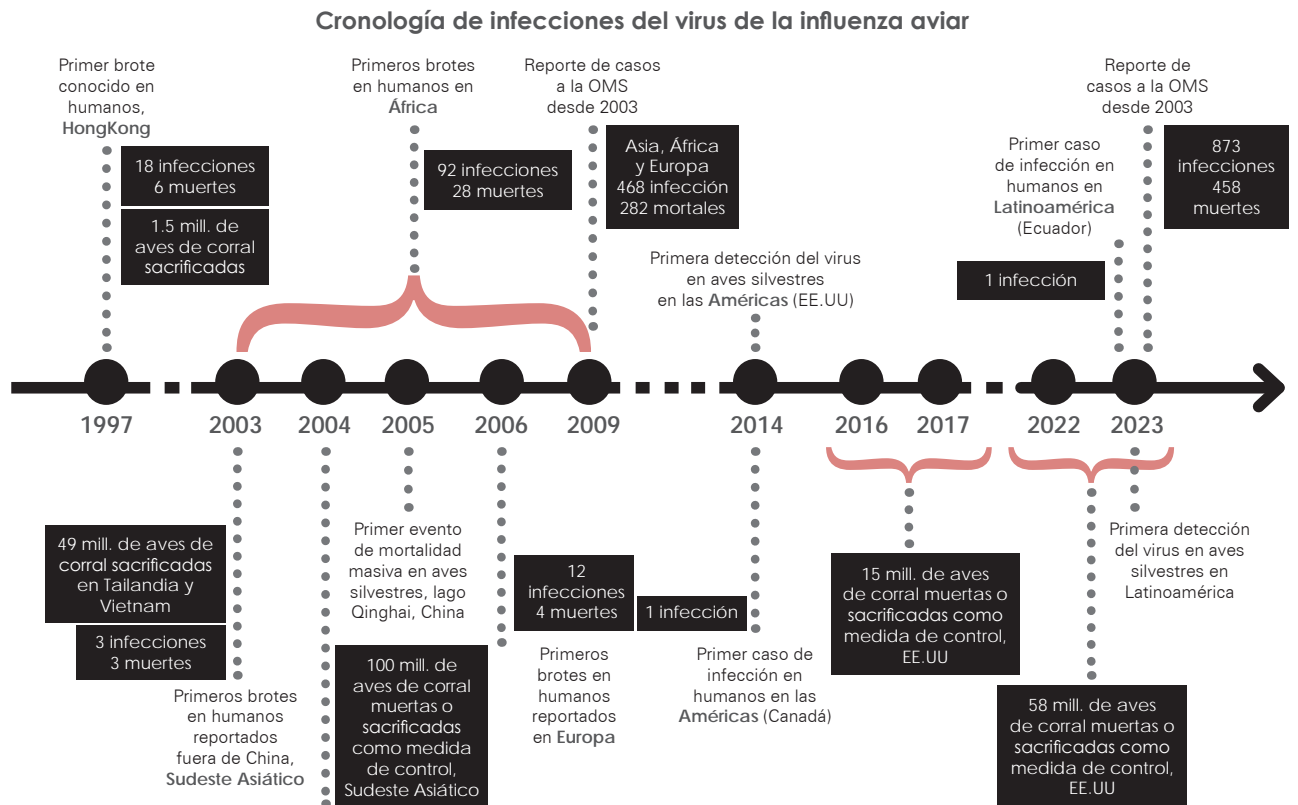 Cronología de infecciones del virus de la influenza aviar
Primer brote
conocido en
humanos,
HongKong
18 infecciones
6 muertes
1.5 mill. de
aves de corral
sacrificadas
Primeros brotes
en humanos en
África
92 infecciones
28 muertes
Reporte de casos
a la OMS
desde 2003
Asia, África
y Europa
468 infección
282 mortales
Primera detección del virus
en aves silvestres
en las Américas (EE.UU)
Primer caso
de infección en
humanos en
Latinoamérica
(Ecuador)
1 infección
Reporte de
casos a la OMS
desde 2003
873
infecciones
458
muertes
1997
2003
2004
2005
2006
2009
2014
2016
2017
2022
2023
49 mill. de aves de
corral sacrificadas
en Tailandia y
Vietnam
3 infecciones
3 muertes
Primeros brotes
en humanos
reportados
fuera de China,
Sudeste Asiático
100 mill. de
aves de corral
muertas o
sacrificadas
como medida
de control,
Sudeste Asiático
Primer evento
de mortalidad
masiva en aves
silvestres, lago
Qinghai, China
12
infecciones
4 muertes
Primeros
brotes en
humanos
reportados
en Europa
1 infección
Primer caso de
infección en
humanos en las
Américas (Canadá)
15 mill. de aves
de corral muertas o
sacrificadas como
medida de control,
EE.UU
58 mill. de aves
de corral muertas o
sacrificadas como
medida de control,
EE.UU
Primera detección
del virus en aves
silvestres en
Latinoamérica